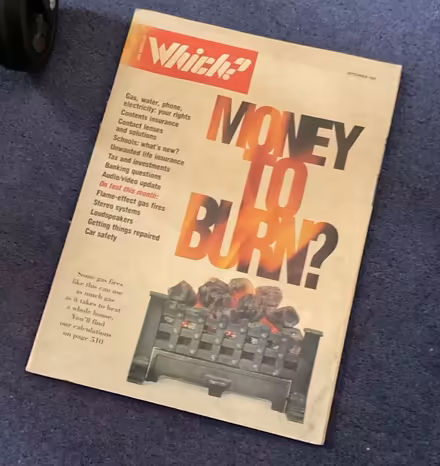 Which?
Gas, water, phone,
electricity: your rights
Contents insurance
Contact lenses
and solutions
Schools: what's new?
Unwanted life insurance
Tax and investments
Banking questions
Audio/video update
On test this month:
Flame-effect gas fires
Stereo systems
Loudspeakers
Getting things repaired
Car safety
MONEY
TO
BURN?
Some gas fires
like this can use
as much gas
as it takes to heat
a whole house.
You'll find
our calculations
on page 510